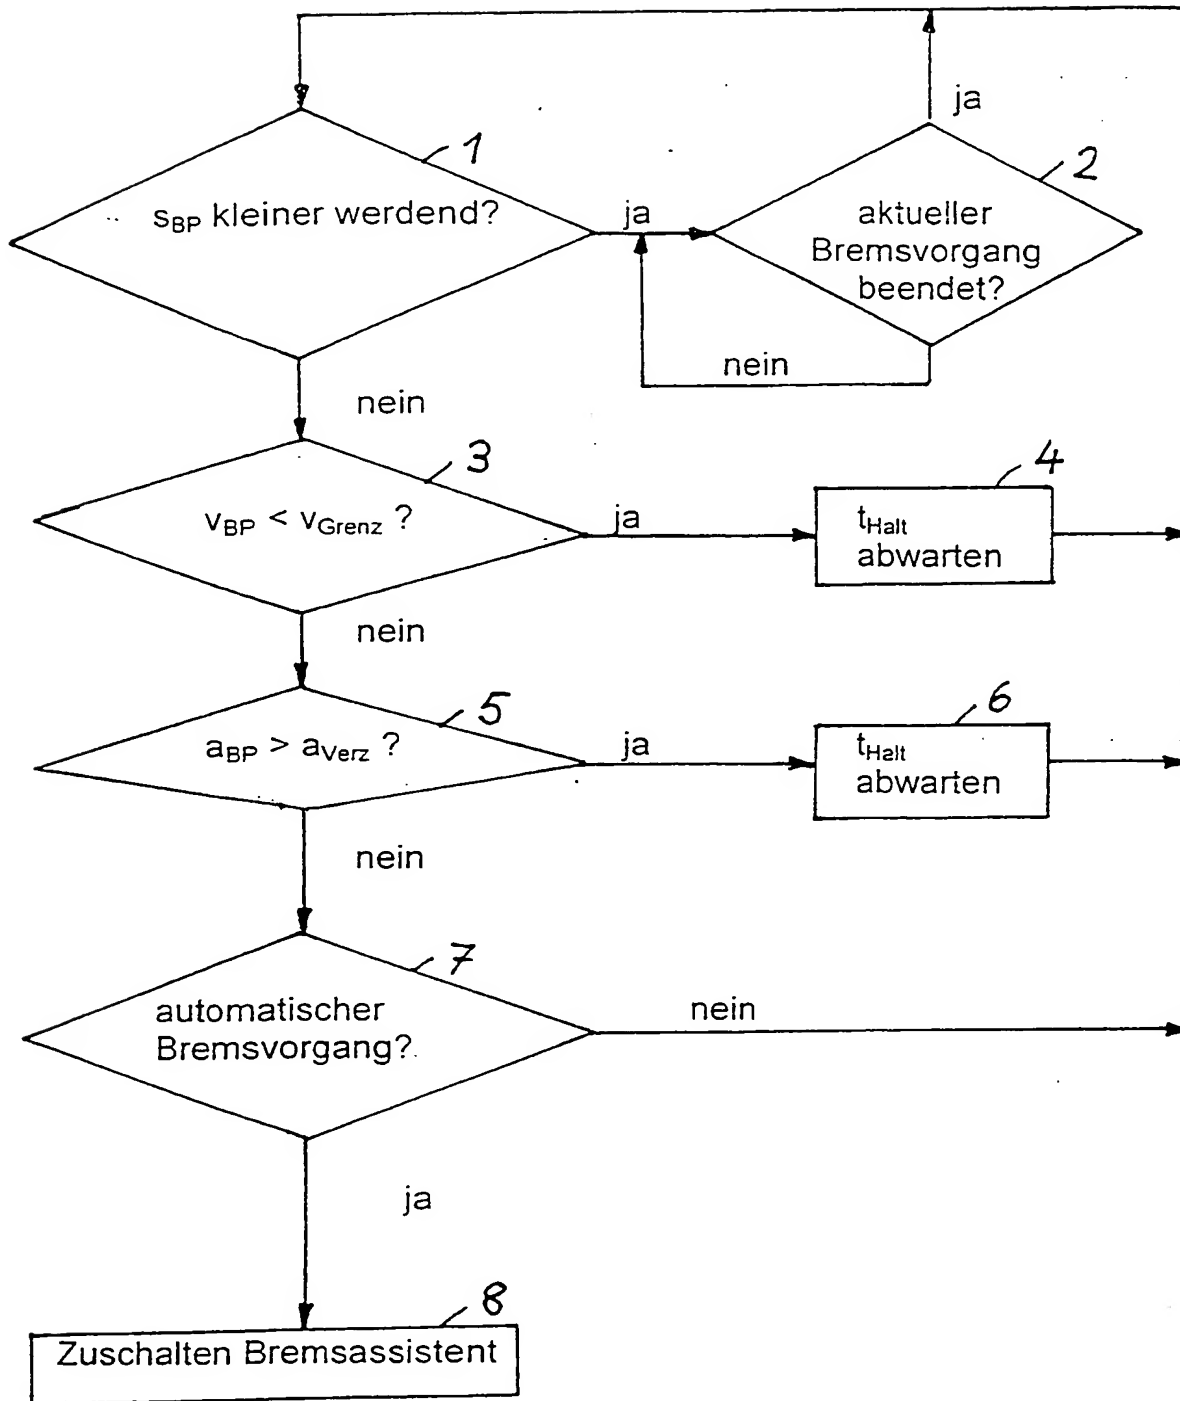 ja
1
2
s_BP kleiner werdend?
ja
aktueller
Bremsvorgang
beendet?
nein
nein
3
4
v_BP < v_Grenz ?
ja
t_Halt
abwarten
nein
5
6
a_BP > a_Verz ?
ja
t_Halt
abwarten
nein
7
automatischer
Bremsvorgang?
nein
ja
8
Zuschalten Bremsassistent